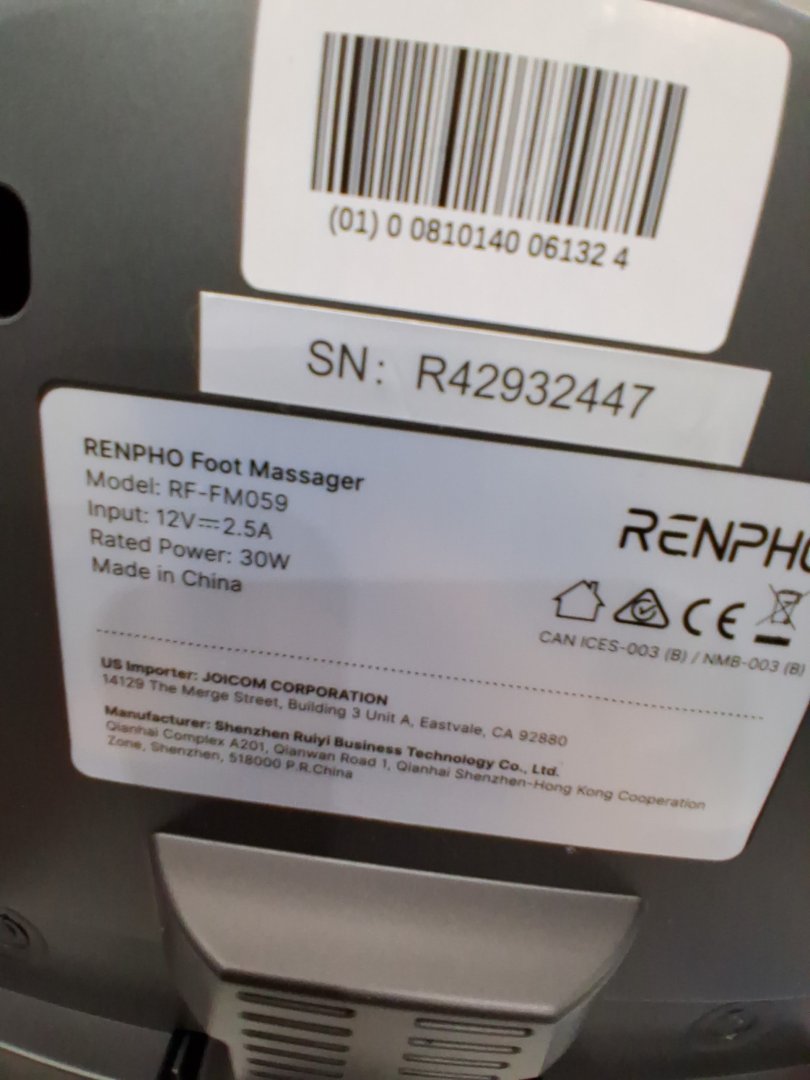 (01) 0 0810140 06132 4
SN: R42932447
RENPHO Foot Massager
Model: RF-FM059
Input: 12V⎓2.5A
Rated Power: 30W
Made in China
RENPHO
CE
CAN ICES-003 (B) / NMB-003 (B)
US Importer: JOICOM CORPORATION
14129 The Merge Street, Building 3 Unit A, Eastvale, CA 92880
Manufacturer: Shenzhen Ruiyi Business Technology Co., Ltd.
Qianhai Complex A201, Qianwan Road 1, Qianhai Shenzhen-Hong Kong Cooperation
Zone, Shenzhen, 518000 P.R.China